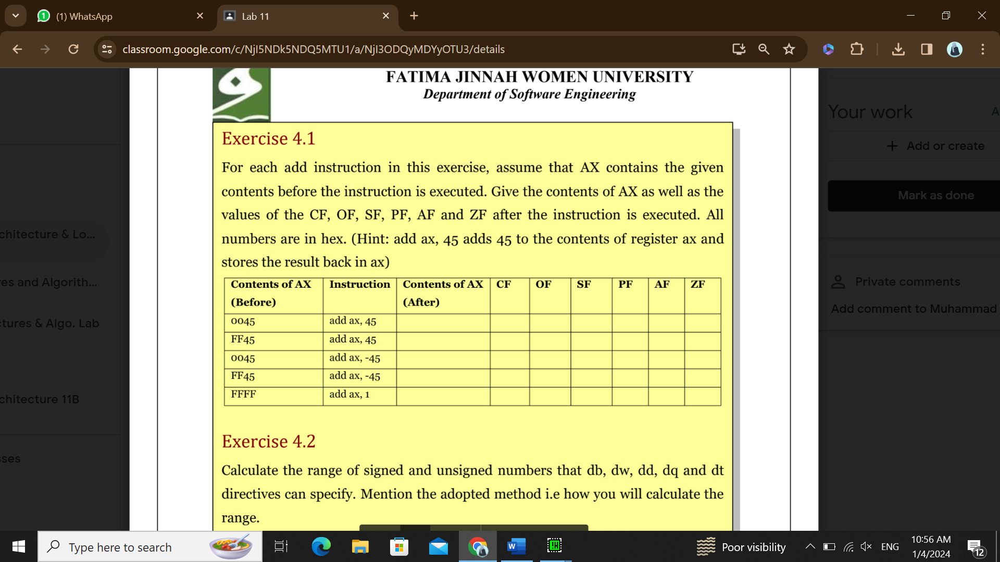 (1) WhatsApp
Lab 11
classroom.google.com/c/NjI5NDk5NDQ5MTU1/a/NjI3ODQyMDYyOTU3/details
FATIMA JINNAH WOMEN UNIVERSITY
Department of Software Engineering
Exercise 4.1
For each add instruction in this exercise, assume that AX contains the given
contents before the instruction is executed. Give the contents of AX as well as the
values of the CF, OF, SF, PF, AF and ZF after the instruction is executed. All
numbers are in hex. (Hint: add ax, 45 adds 45 to the contents of register ax and
stores the result back in ax)
Contents of AX (Before) Instruction Contents of AX (After) CF OF SF PF AF ZF
0045 add ax, 45
FF45 add ax, 45
0045 add ax, -45
FF45 add ax, -45
FFFF add ax, 1
Exercise 4.2
Calculate the range of signed and unsigned numbers that db, dw, dd, dq and dt
directives can specify. Mention the adopted method i.e how you will calculate the
range.
chitecture & Lo...
es and Algorith...
tures & Algo. Lab
chitecture 11B
sses
Your work
A
+ Add or create
Mark as done
Private comments
Add comment to Muhammad
Type here to search
Poor visibility
ENG
10:56 AM
1/4/2024
12